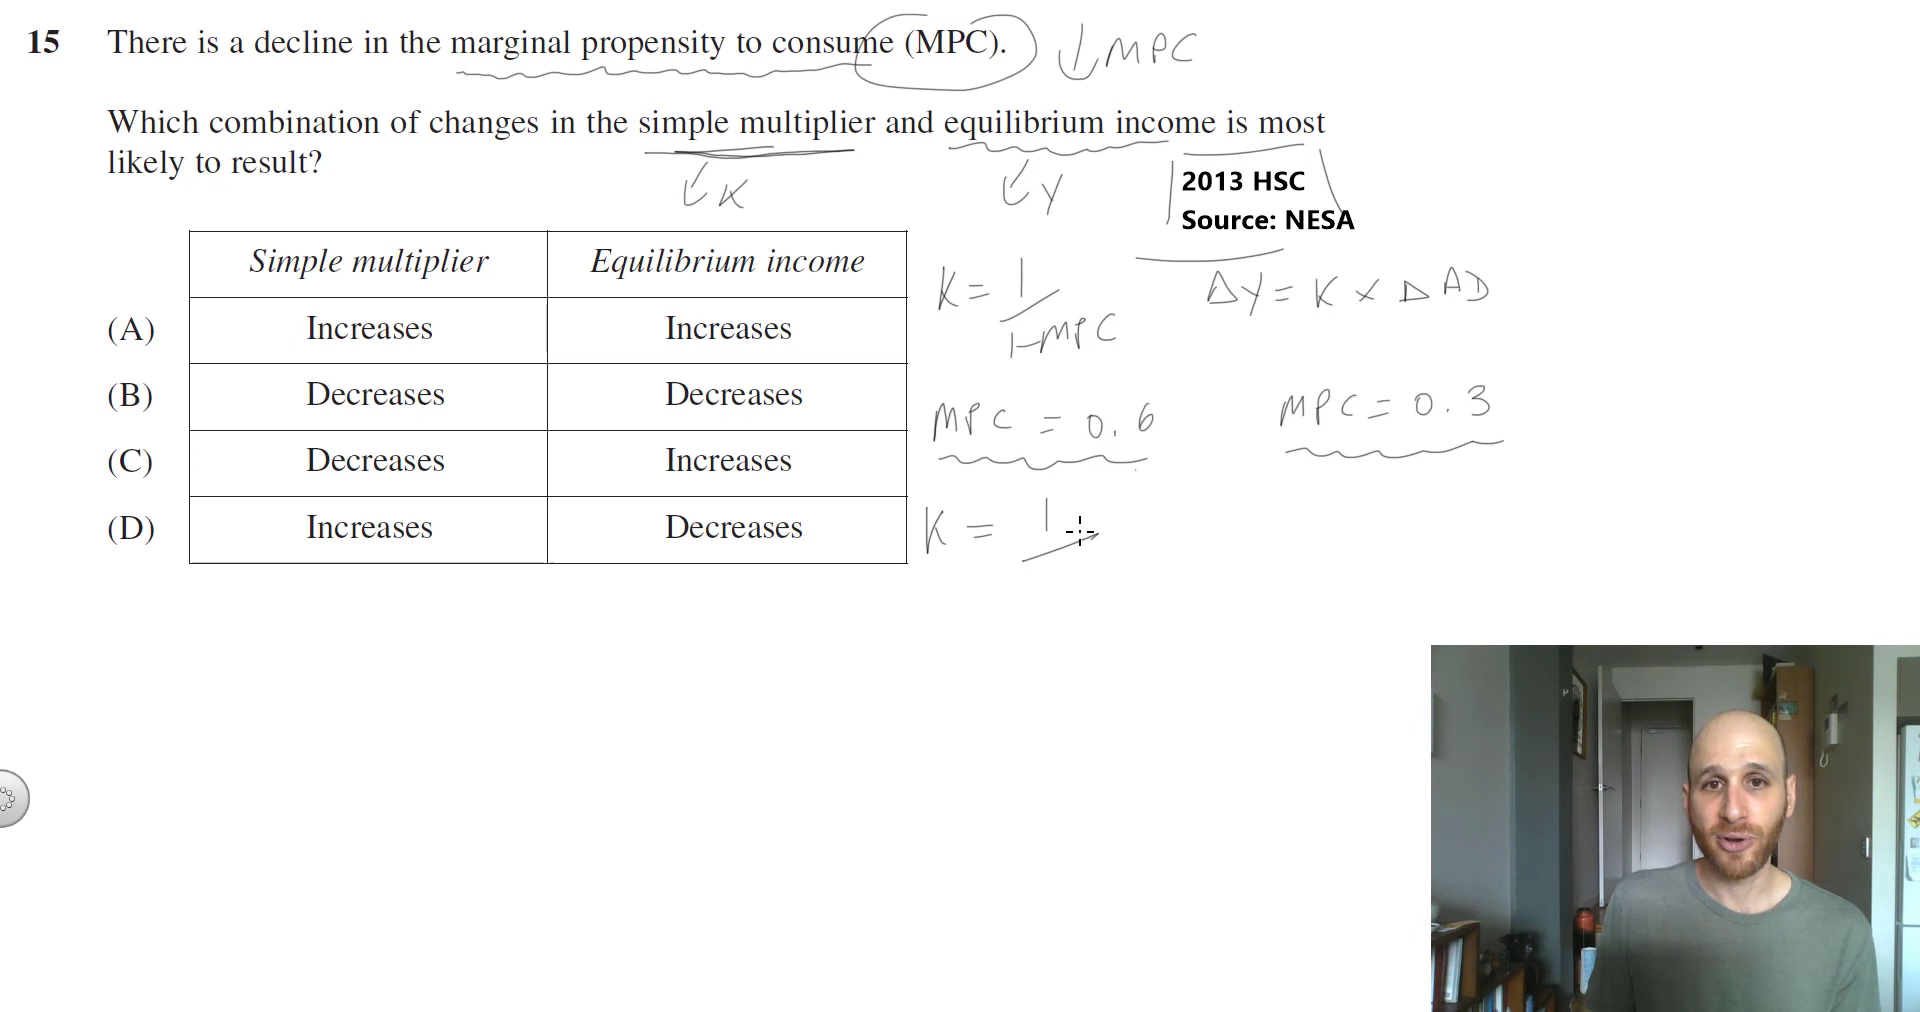 15 There is a decline in the marginal propensity to consume (MPC). ↓ MPC
Which combination of changes in the simple multiplier and equilibrium income is most
likely to result?
↓ K
↓ Y
2013 HSC
Source: NESA
Simple multiplier Equilibrium income
(A) Increases Increases
(B) Decreases Decreases
(C) Decreases Increases
(D) Increases Decreases
K = 1/1-MPC
ΔY = K × ΔAD
MPC = 0.6
MPC = 0.3
K = 1